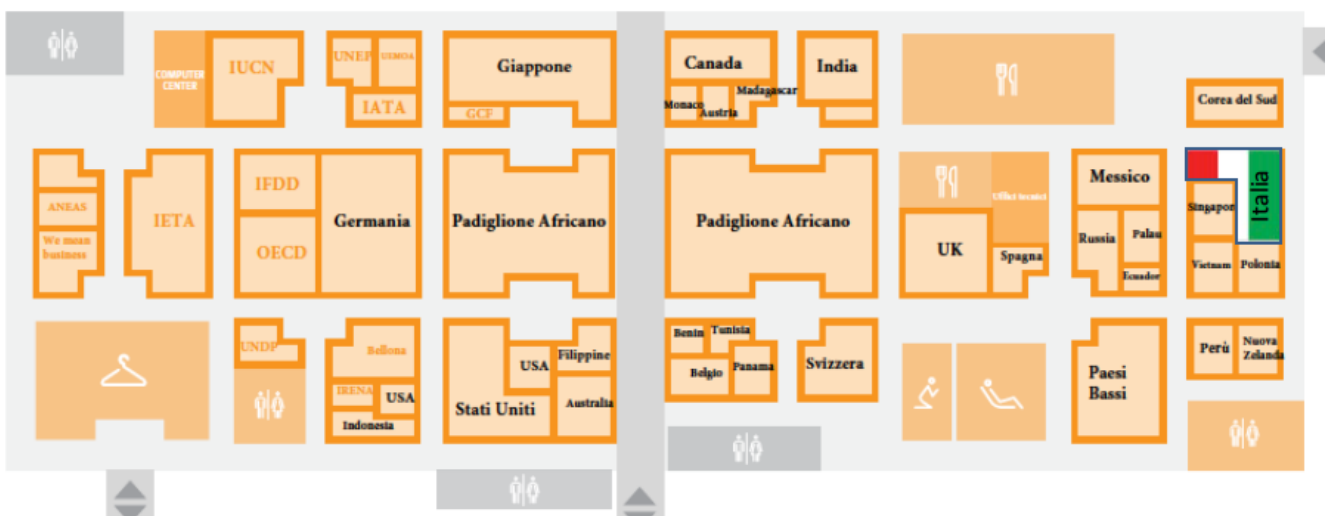 COMPUTER
CENTER
IUCN
UNEP
UEMOA
IATA
Giappone
GCF
Canada
Monaco
Austria
Madagascar
India
Corea del Sud
ANEAS
We mean
business
IETA
IFDD
OECD
Germania
Padiglione Africano
Padiglione Africano
UK
Uffici tecnici
Spagna
Messico
Russia
Palau
Ecuador
Italia
Singapor
Vietnam
Polonia
UNDP
Bellona
IRENA
USA
Indonesia
Stati Uniti
USA
Filippine
Australia
Benin
Tunisia
Belgio
Panama
Svizzera
Paesi
Bassi
Perù
Nuova
Zelanda